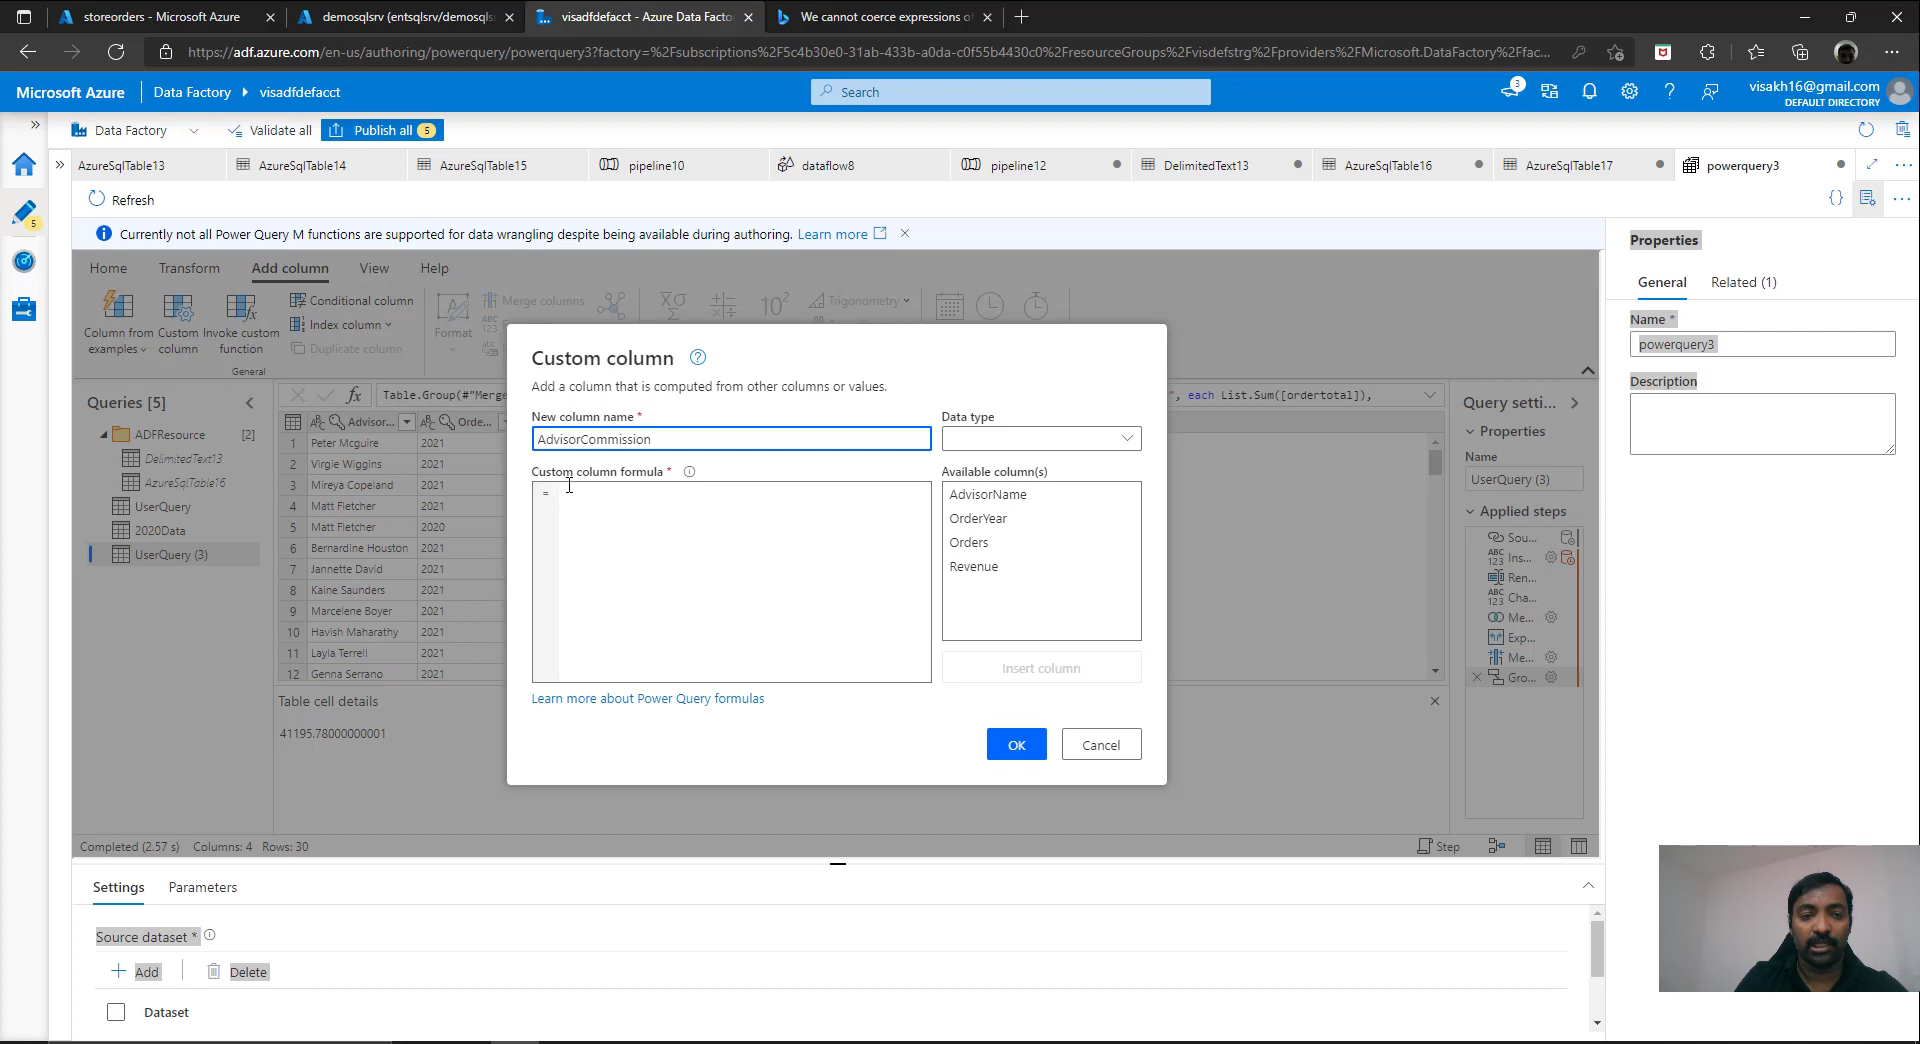 storeorders - Microsoft Azure
demosqlsrv (entsqlsrv/demosqls
visadfdefacct - Azure Data Facto
We cannot coerce expressions of
https://adf.azure.com/en-us/authoring/powerquery/powerquery3?factory=%2Fsubscriptions%2F5c4b30e0-31ab-433b-a0da-c0f55b4430c0%2FresourceGroups%2Fvisdefstrg%2Fproviders%2FMicrosoft.DataFactory%2Ffac...
Microsoft Azure
Data Factory
visadfdefacct
Search
3
visakh16@gmail.com
DEFAULT DIRECTORY
Data Factory
Validate all
Publish all 5
AzureSqlTable13
AzureSqlTable14
AzureSqlTable15
pipeline10
dataflow8
pipeline12
DelimitedText13
AzureSqlTable16
AzureSqlTable17
powerquery3
5
Refresh
Currently not all Power Query M functions are supported for data wrangling despite being available during authoring. Learn more
Home
Transform
Add column
View
Help
Column from examples
Custom column
Invoke custom function
Conditional column
Index column
Duplicate column
General
Format
Merge columns
Trigonometry
Queries [5]
ADFResource [2]
DelimitedText13
AzureSqlTable16
UserQuery
2020Data
UserQuery (3)
fx
Table.Group(#"Merge
", each List.Sum([ordertotal]),
Advisor...
Orde...
1 Peter Mcguire 2021
2 Virgie Wiggins 2021
3 Mireya Copeland 2021
4 Matt Fletcher 2021
5 Matt Fletcher 2020
6 Bernardine Houston 2021
7 Jannette David 2021
8 Kaine Saunders 2021
9 Marcelene Boyer 2021
10 Havish Maharathy 2021
11 Layla Terrell 2021
12 Genna Serrano 2021
Table cell details
41195.78000000001
Completed (2.57 s) Columns: 4 Rows: 30
Step
Custom column
Add a column that is computed from other columns or values.
New column name *
AdvisorCommission
Data type
Custom column formula *
=
Available column(s)
AdvisorName
OrderYear
Orders
Revenue
Insert column
Learn more about Power Query formulas
OK
Cancel
Query setti...
Properties
Name
UserQuery (3)
Applied steps
Sou...
Ins...
Ren...
Cha...
Me...
Exp...
Me...
Gro...
Properties
General
Related (1)
Name *
powerquery3
Description
Settings
Parameters
Source dataset *
Add
Delete
Dataset